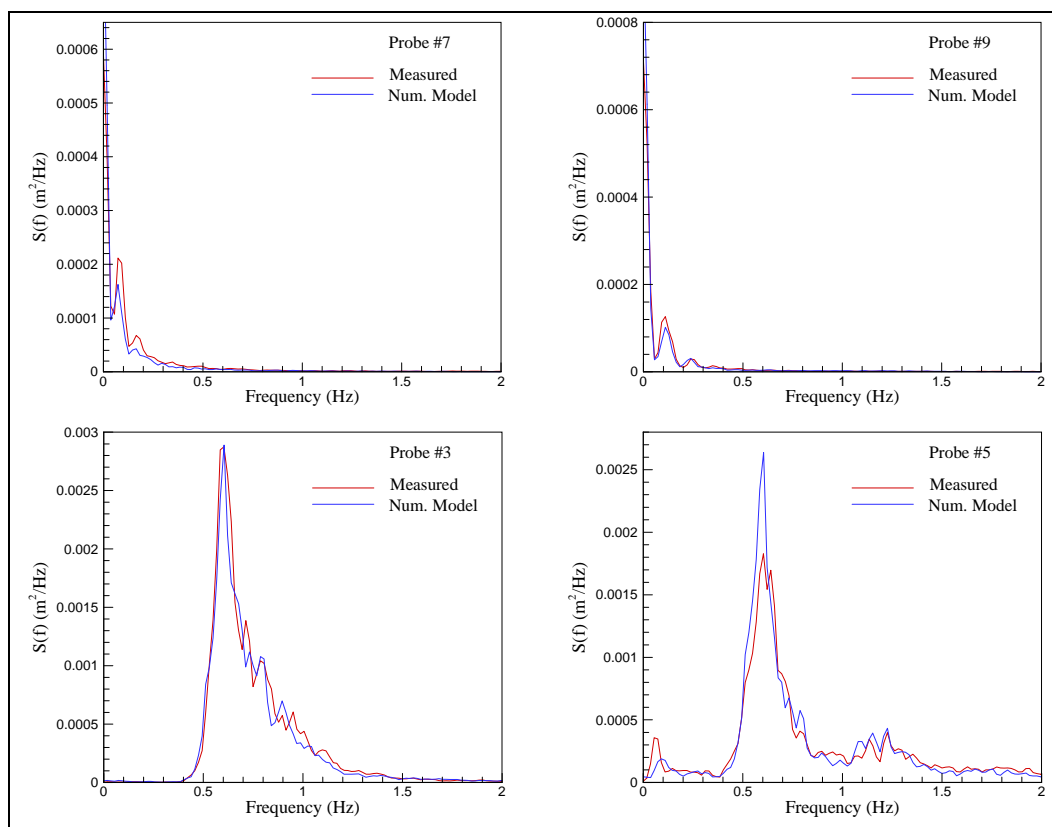 Probe #7
Measured
Num. Model
S(f) (m²/Hz)
0.0006
0.0005
0.0004
0.0003
0.0002
0.0001
0
0 0.5 1 1.5 2
Frequency (Hz)
Probe #9
Measured
Num. Model
S(f) (m²/Hz)
0.0008
0.0006
0.0004
0.0002
0
0 0.5 1 1.5 2
Frequency (Hz)
Probe #3
Measured
Num. Model
S(f) (m²/Hz)
0.003
0.0025
0.002
0.0015
0.001
0.0005
0
0 0.5 1 1.5 2
Frequency (Hz)
Probe #5
Measured
Num. Model
S(f) (m²/Hz)
0.0025
0.002
0.0015
0.001
0.0005
0
0 0.5 1 1.5 2
Frequency (Hz)